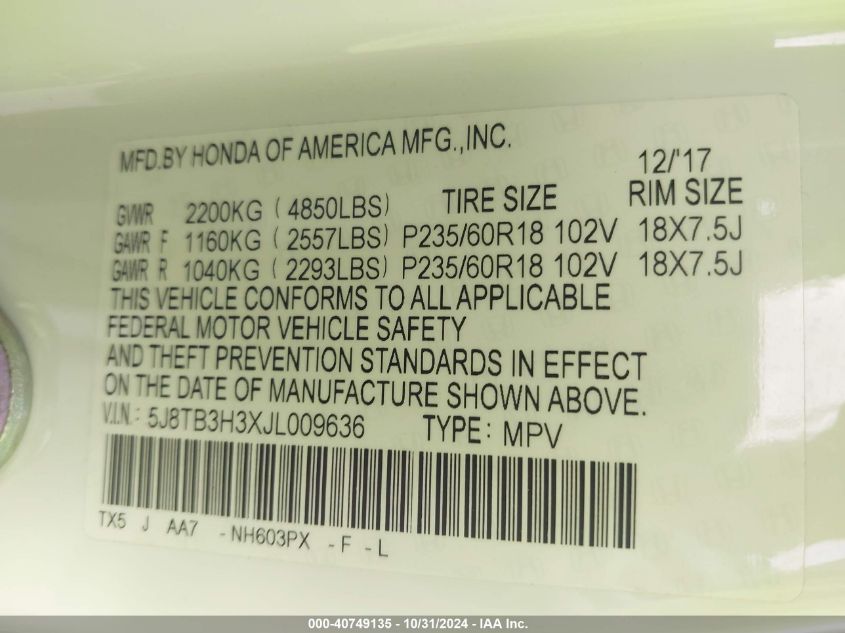 MFD.BY HONDA OF AMERICA MFG.,INC. 12/'17
GVWR 2200KG ( 4850LBS) TIRE SIZE RIM SIZE
GAWR F 1160KG ( 2557LBS) P235/60R18 102V 18X7.5J
GAWR R 1040KG ( 2293LBS) P235/60R18 102V 18X7.5J
THIS VEHICLE CONFORMS TO ALL APPLICABLE
FEDERAL MOTOR VEHICLE SAFETY
AND THEFT PREVENTION STANDARDS IN EFFECT
ON THE DATE OF MANUFACTURE SHOWN ABOVE.
V.I.N.: 5J8TB3H3XJL009636 TYPE: MPV
TX5 J AA7 -NH603PX -F -L
000-40749135 - 10/31/2024 - IAA Inc.